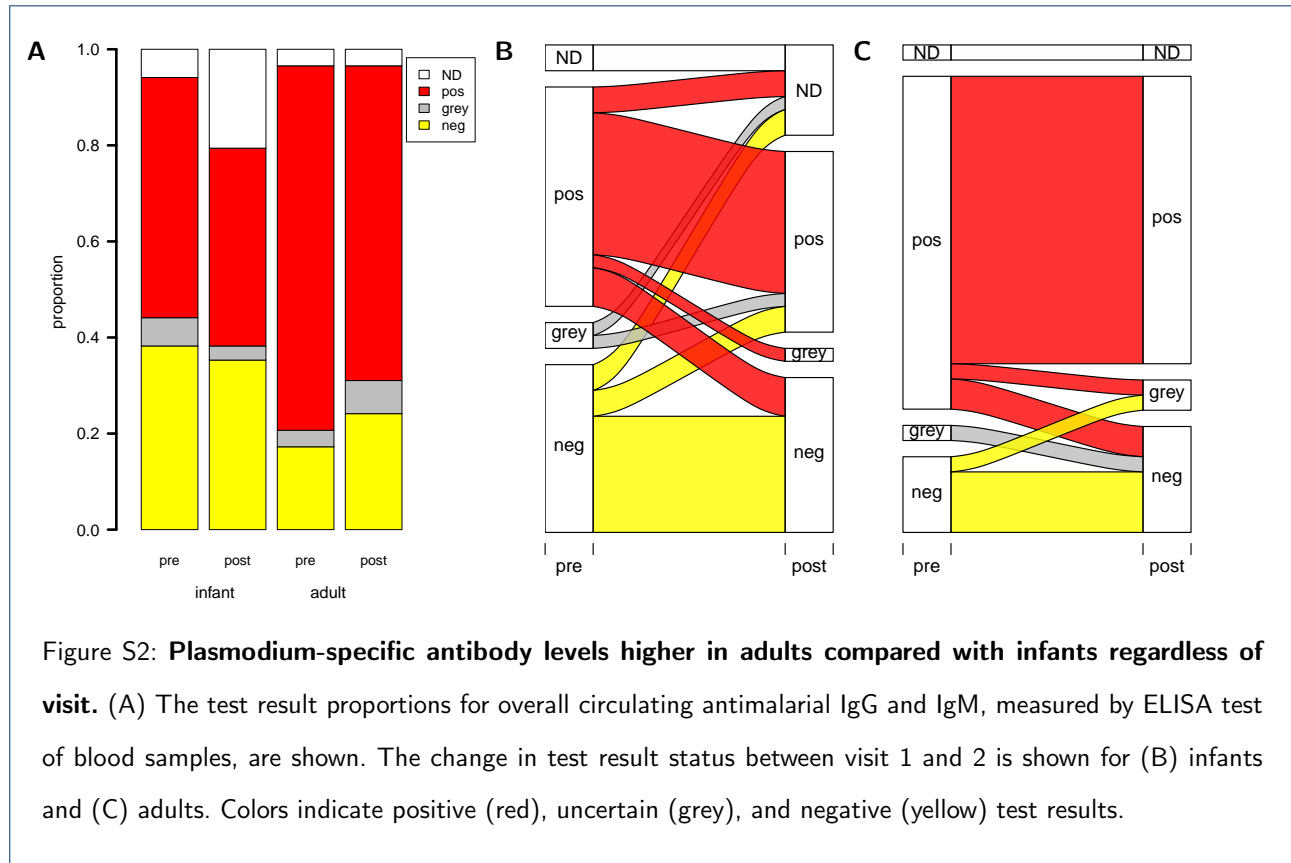 A
1.0
0.8
0.6
0.4
0.2
0.0
proportion
ND
pos
grey
neg
pre
post
pre
post
infant
adult
B
ND
pos
grey
neg
ND
pos
grey
neg
pre
post
C
ND
pos
grey
neg
ND
pos
grey
neg
pre
post
Figure S2: Plasmodium-specific antibody levels higher in adults compared with infants regardless of
visit. (A) The test result proportions for overall circulating antimalarial IgG and IgM, measured by ELISA test
of blood samples, are shown. The change in test result status between visit 1 and 2 is shown for (B) infants
and (C) adults. Colors indicate positive (red), uncertain (grey), and negative (yellow) test results.